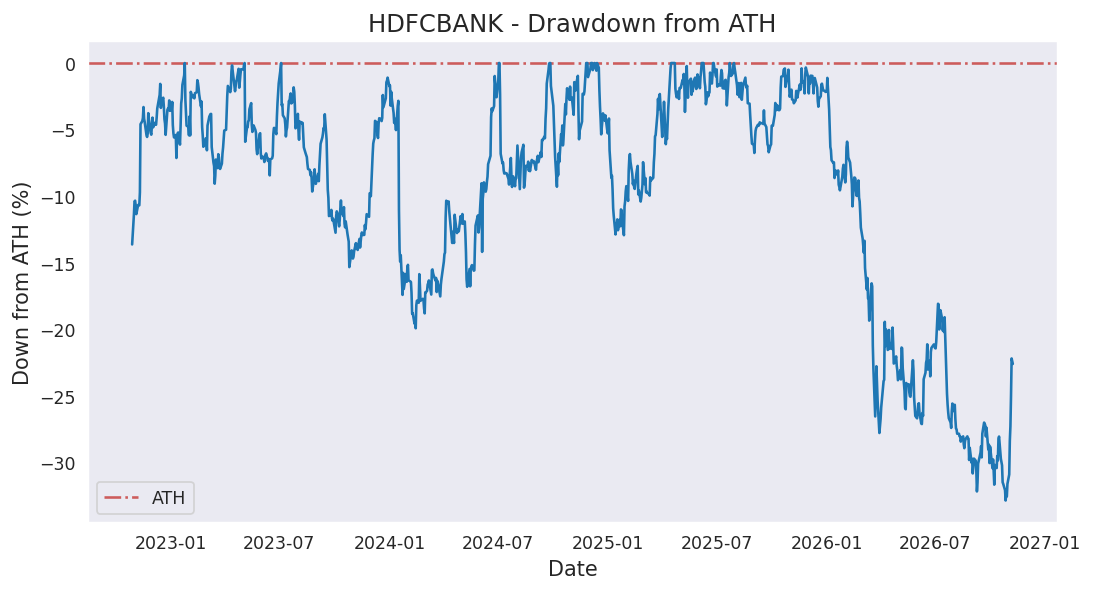 HDFCBANK - Drawdown from ATH
Down from ATH (%)
0
−5
−10
−15
−20
−25
−30
ATH
2023-01 2023-07 2024-01 2024-07 2025-01 2025-07 2026-01 2026-07 2027-01
Date